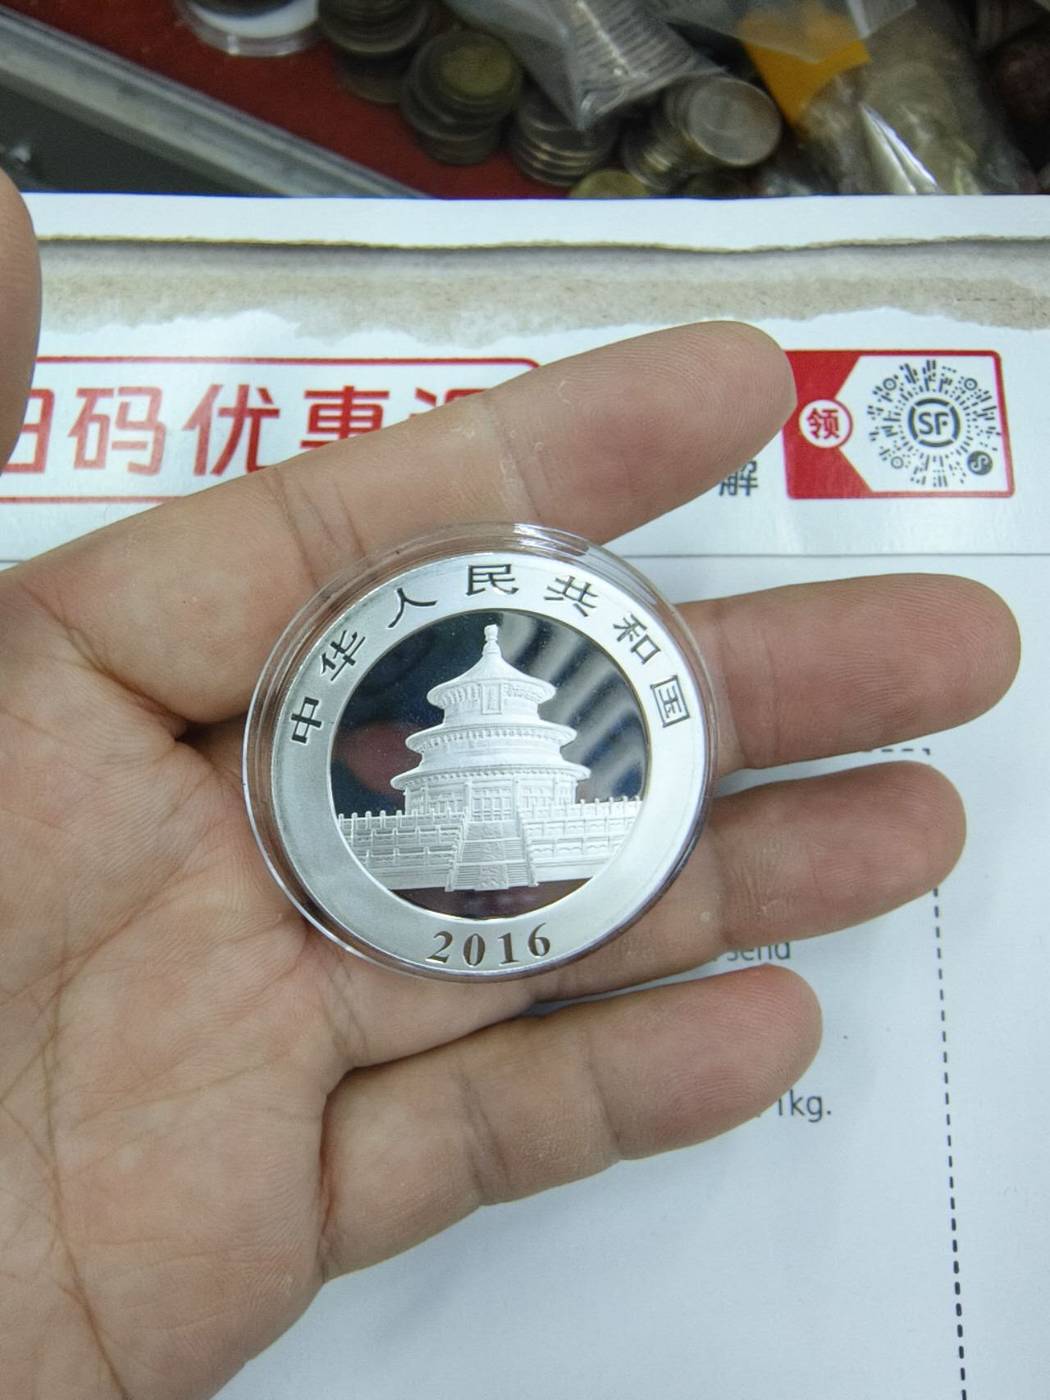 码优惠
领
SF
解
中华人民共和国
2016
send
1kg.